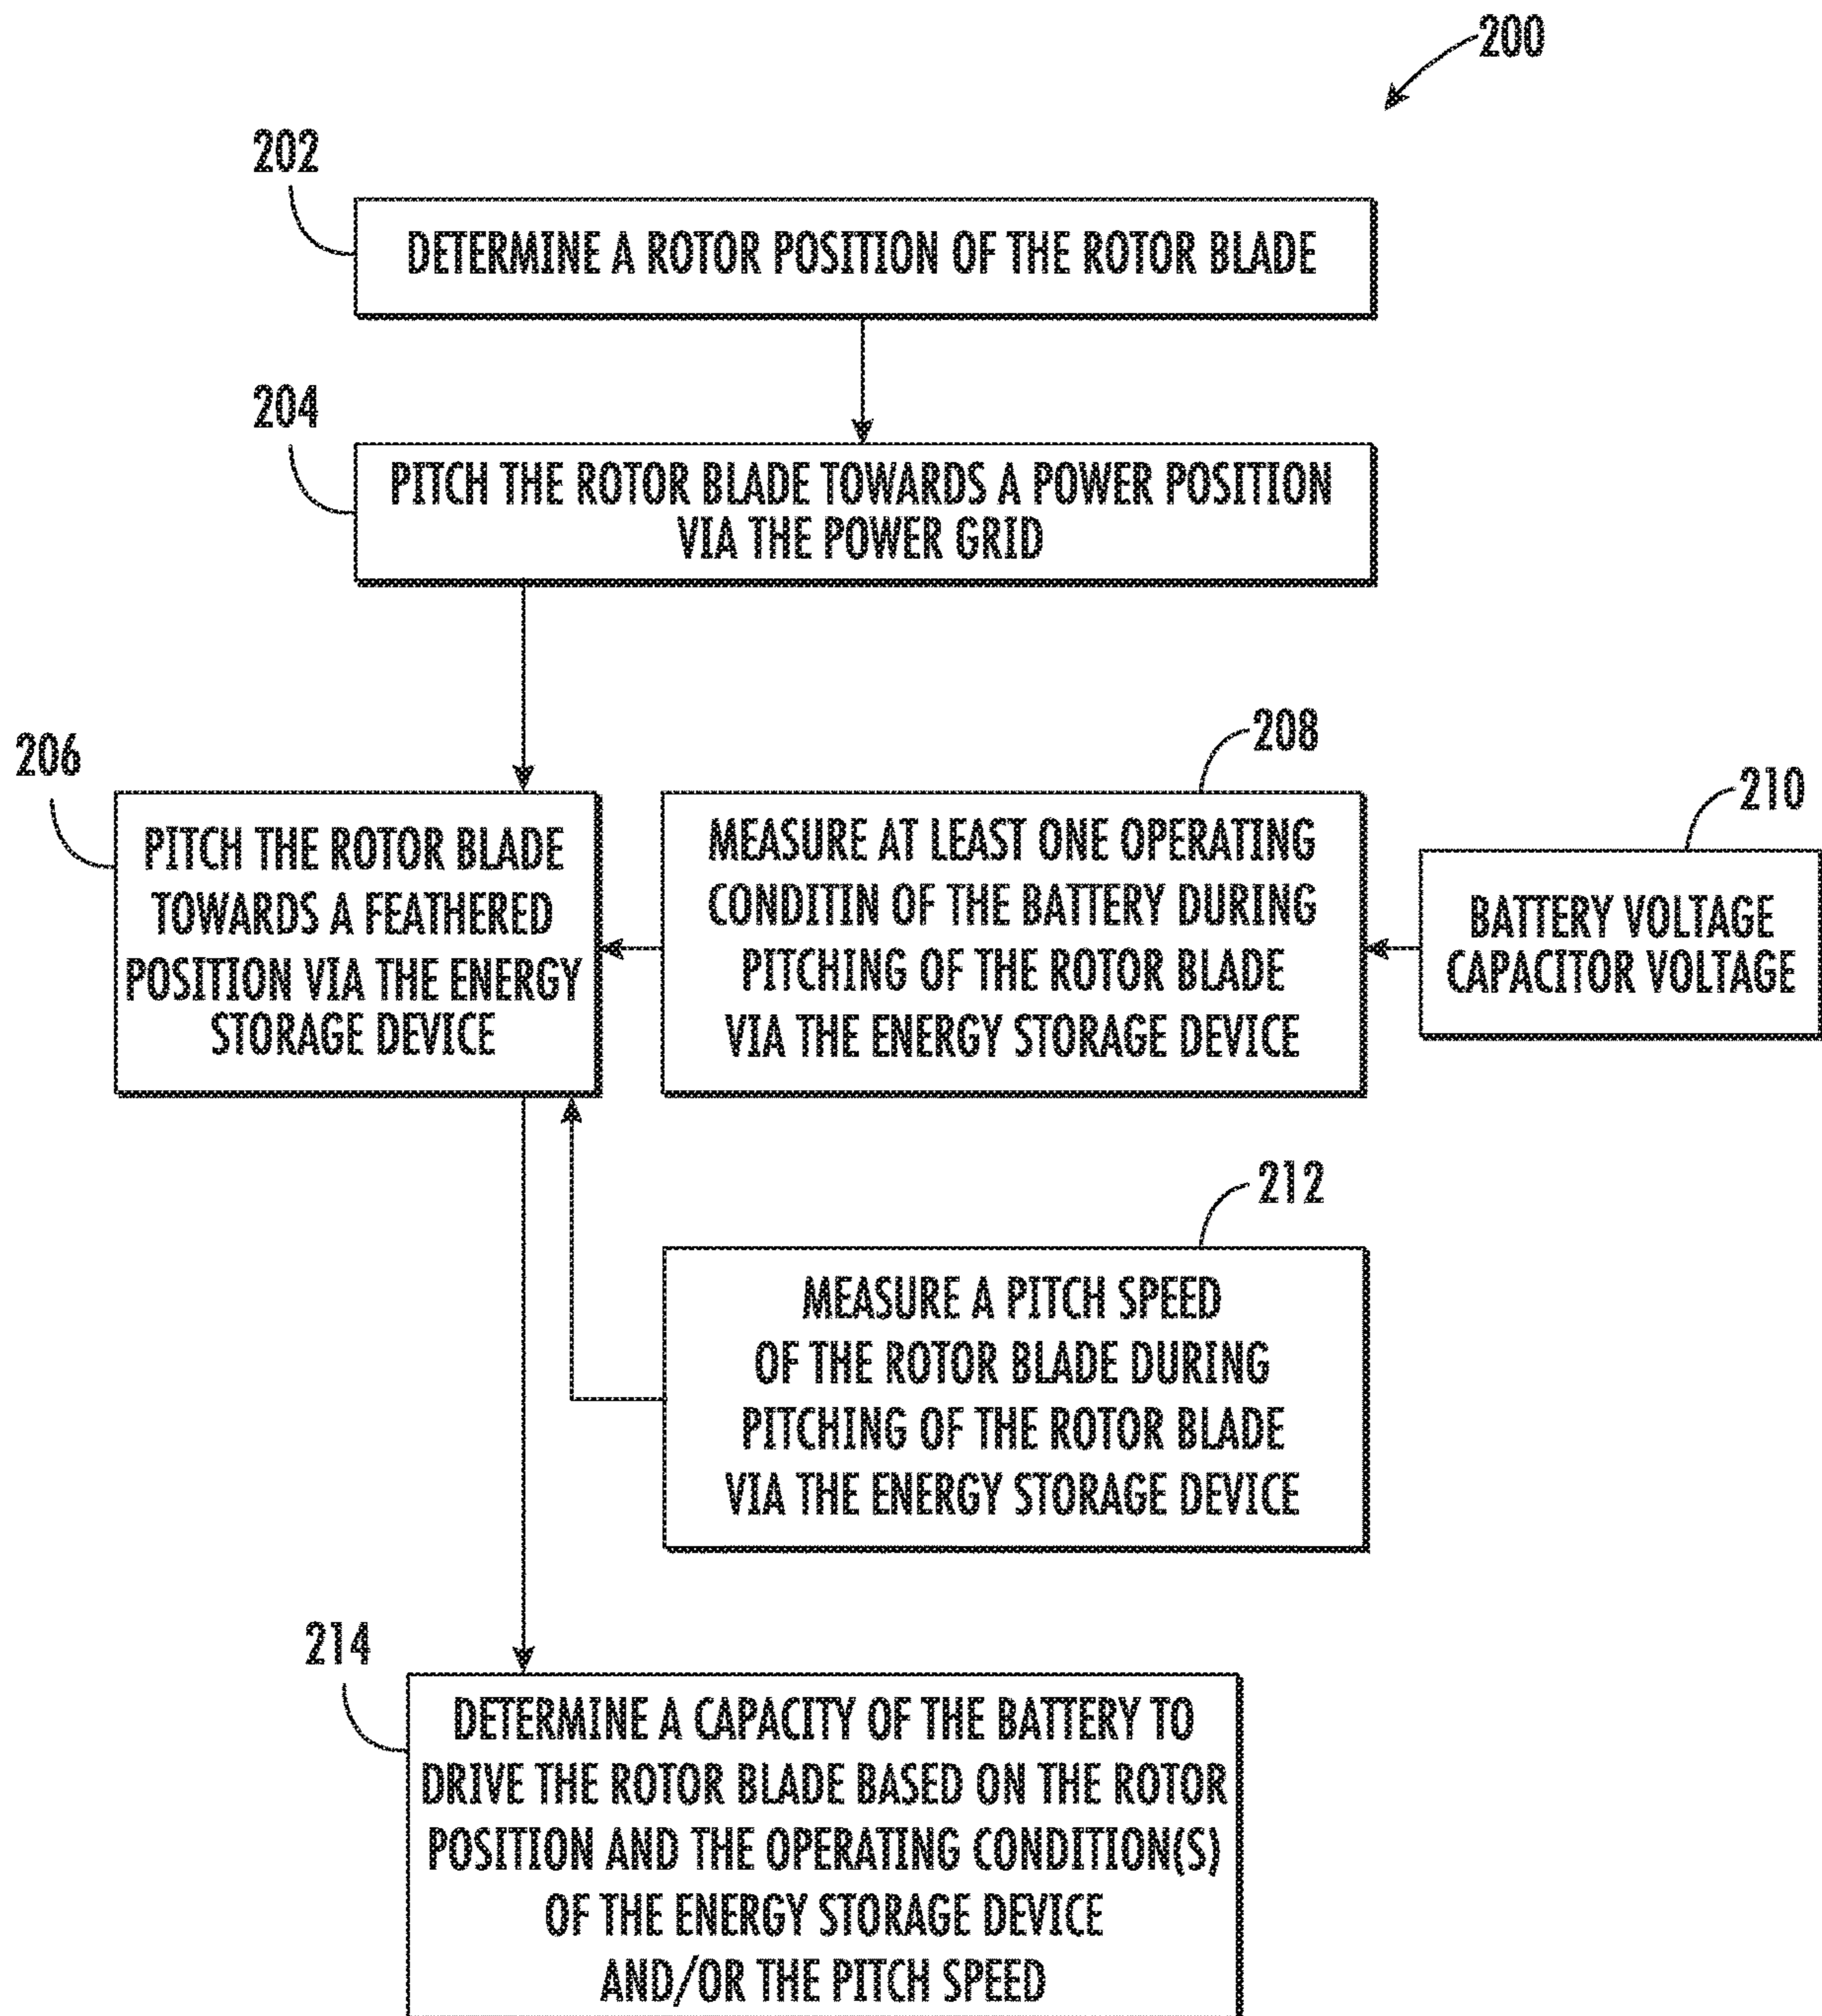 200
202
DETERMINE A ROTOR POSITION OF THE ROTOR BLADE
204
PITCH THE ROTOR BLADE TOWARDS A POWER POSITION
VIA THE POWER GRID
206
PITCH THE ROTOR BLADE
TOWARDS A FEATHERED
POSITION VIA THE ENERGY
STORAGE DEVICE
208
MEASURE AT LEAST ONE OPERATING
CONDITIN OF THE BATTERY DURING
PITCHING OF THE ROTOR BLADE
VIA THE ENERGY STORAGE DEVICE
210
BATTERY VOLTAGE
CAPACITOR VOLTAGE
212
MEASURE A PITCH SPEED
OF THE ROTOR BLADE DURING
PITCHING OF THE ROTOR BLADE
VIA THE ENERGY STORAGE DEVICE
214
DETERMINE A CAPACITY OF THE BATTERY TO
DRIVE THE ROTOR BLADE BASED ON THE ROTOR
POSITION AND THE OPERATING CONDITION(S)
OF THE ENERGY STORAGE DEVICE
AND/OR THE PITCH SPEED